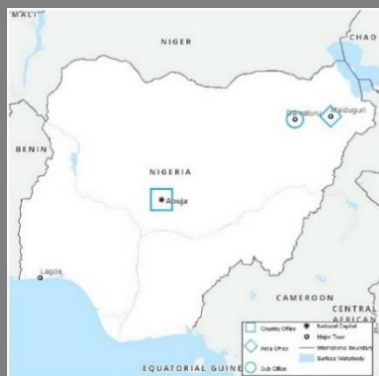 MALI
NIGER
CHAD
Maiduguri
BENIN
NIGERIA
Abuja
Lagos
CAMEROON
CENTRAL
AFRICAN
EQUATORIAL GUINE
Country Office
National Capital
Area Office
Major Town
International Boundary
Sub Office
Surface Waterbody